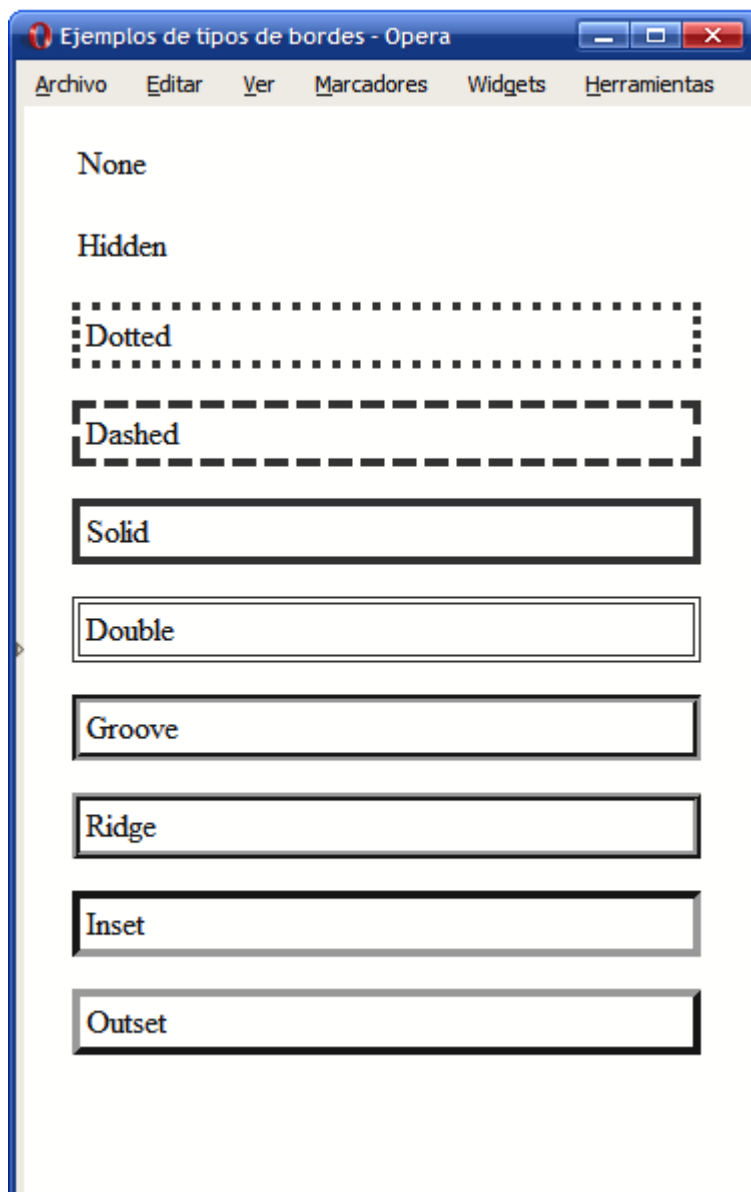 Ejemplos de tipos de bordes - Opera
Archivo Editar Ver Marcadores Widgets Herramientas
None
Hidden
Dotted
Dashed
Solid
Double
Groove
Ridge
Inset
Outset